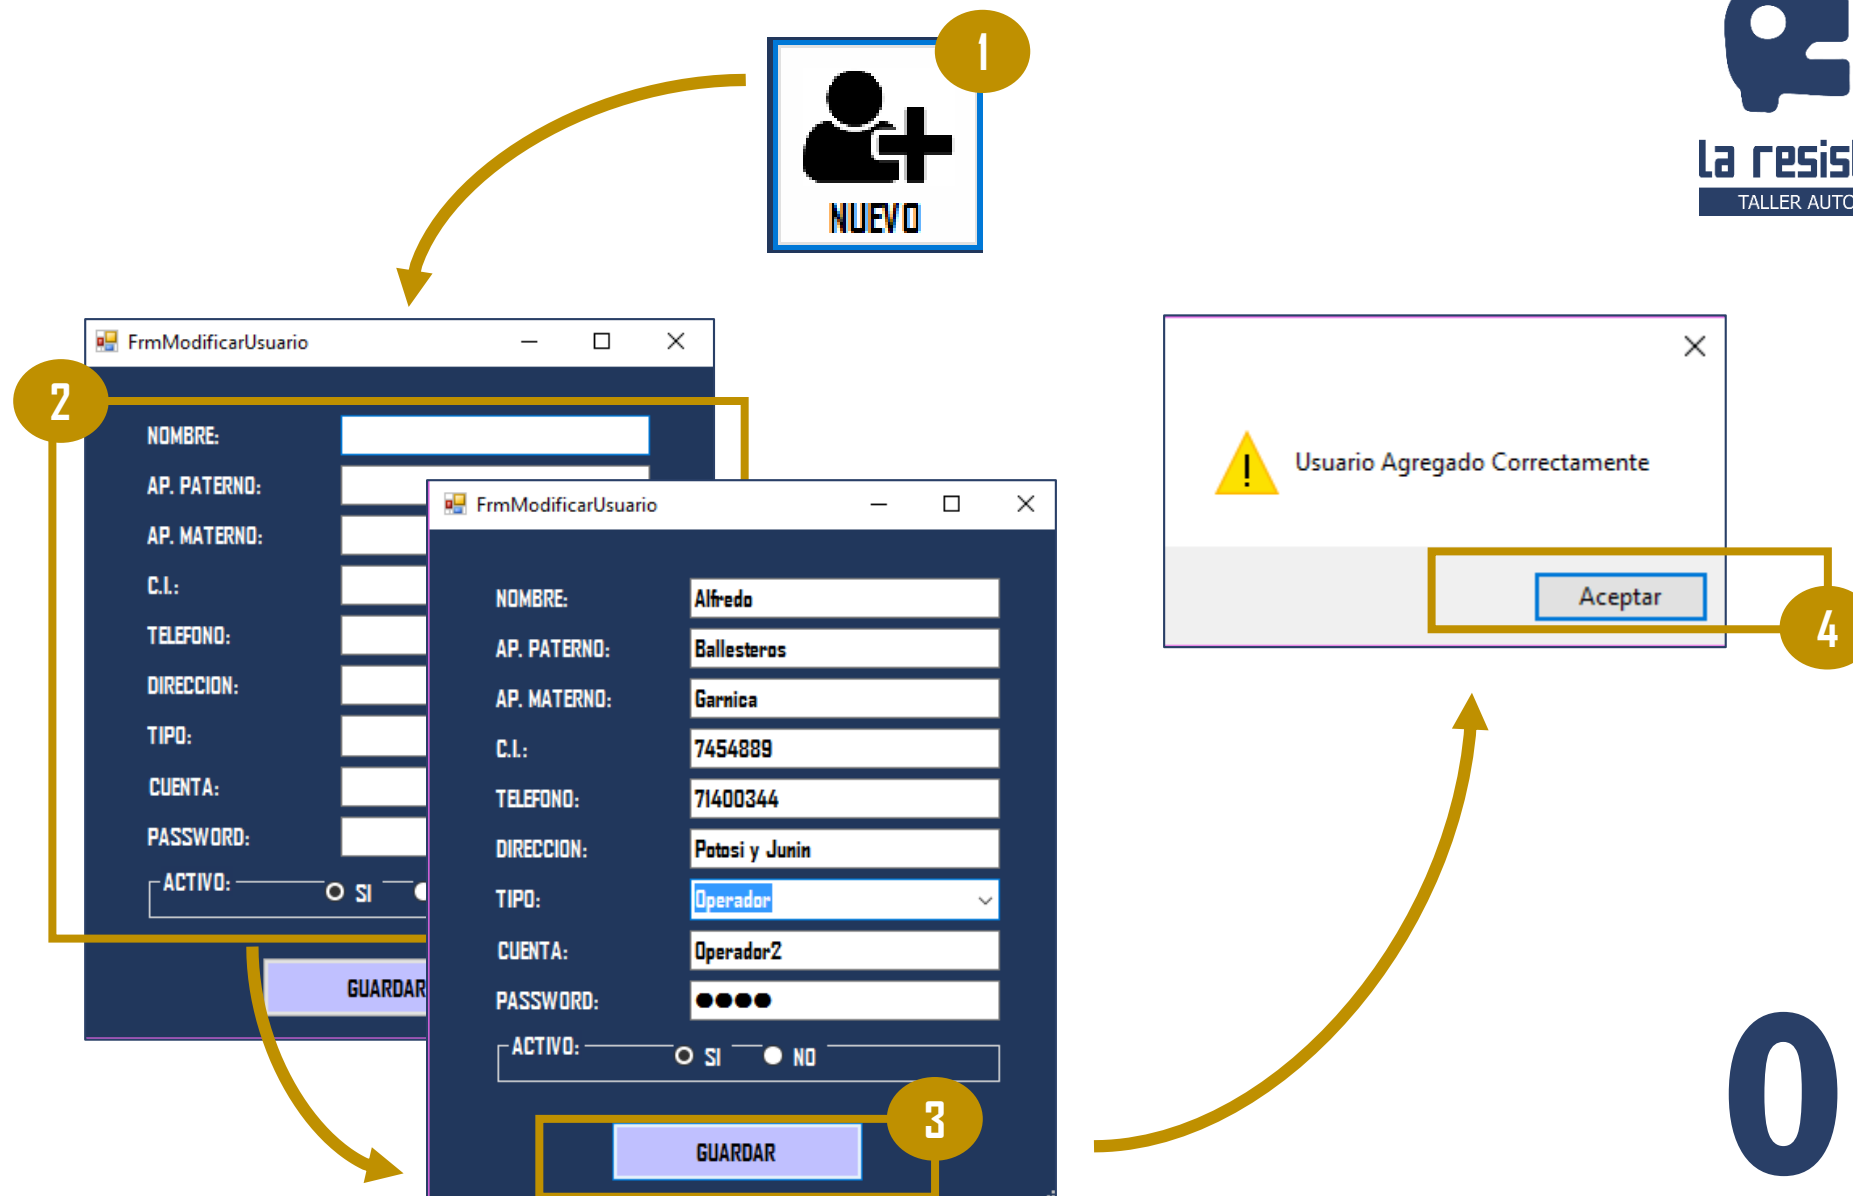 1
NUEVO
la resis
TALLER AUTO
FrmModificarUsuario
2
NOMBRE:
AP. PATERNO:
AP. MATERNO:
C.I.:
TELEFONO:
DIRECCION:
TIPO:
CUENTA:
PASSWORD:
ACTIVO:
SI
GUARDAR
FrmModificarUsuario
NOMBRE: Alfredo
AP. PATERNO: Ballesteros
AP. MATERNO: Garnica
C.I.: 7454889
TELEFONO: 71400344
DIRECCION: Potosi y Junin
TIPO: Operador
CUENTA: Operador2
PASSWORD: ●●●●
ACTIVO: SI NO
3
GUARDAR
Usuario Agregado Correctamente
Aceptar
4
0